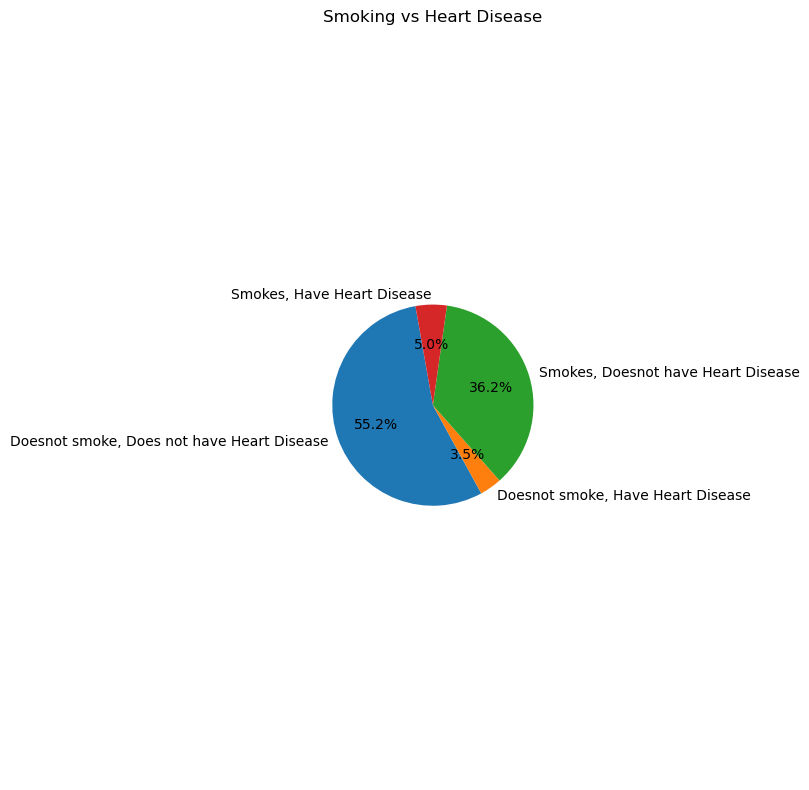 Smoking vs Heart Disease
Smokes, Have Heart Disease
5.0%
Smokes, Doesnot have Heart Disease
36.2%
55.2%
Doesnot smoke, Does not have Heart Disease
3.5%
Doesnot smoke, Have Heart Disease